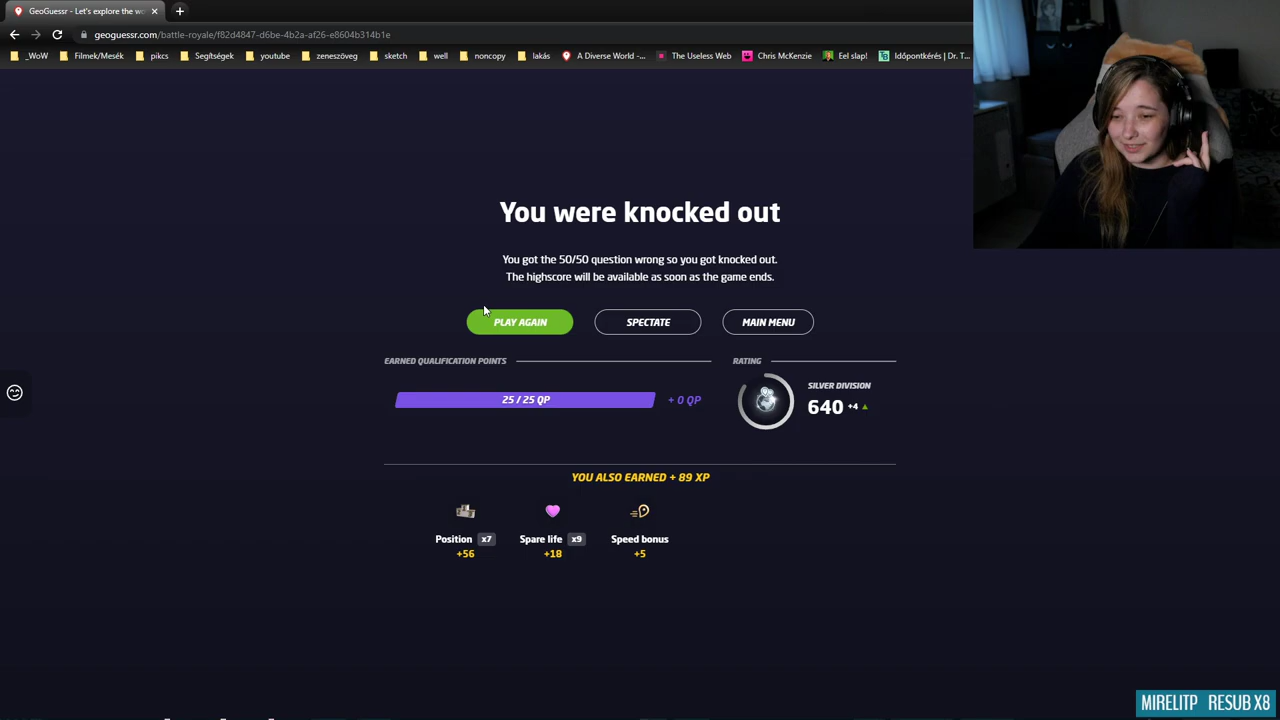 GeoGuessr - Let's explore the wo
geoguessr.com/battle-royale/f82d4847-d6be-4b2a-af26-e8604b314b1e
_WoW
Filmek/Mesék
pikcs
Segítségek
youtube
zeneszöveg
sketch
well
noncopy
lakás
A Diverse World -...
The Useless Web
Chris McKenzie
Eel slap!
Időpontkérés | Dr. T...
You were knocked out
You got the 50/50 question wrong so you got knocked out.
The highscore will be available as soon as the game ends.
PLAY AGAIN
SPECTATE
MAIN MENU
EARNED QUALIFICATION POINTS
25 / 25 QP
+ 0 QP
RATING
SILVER DIVISION
640 +4
YOU ALSO EARNED + 89 XP
Position x7
+56
Spare life x9
+18
Speed bonus
+5
MIRELITP RESUB X8